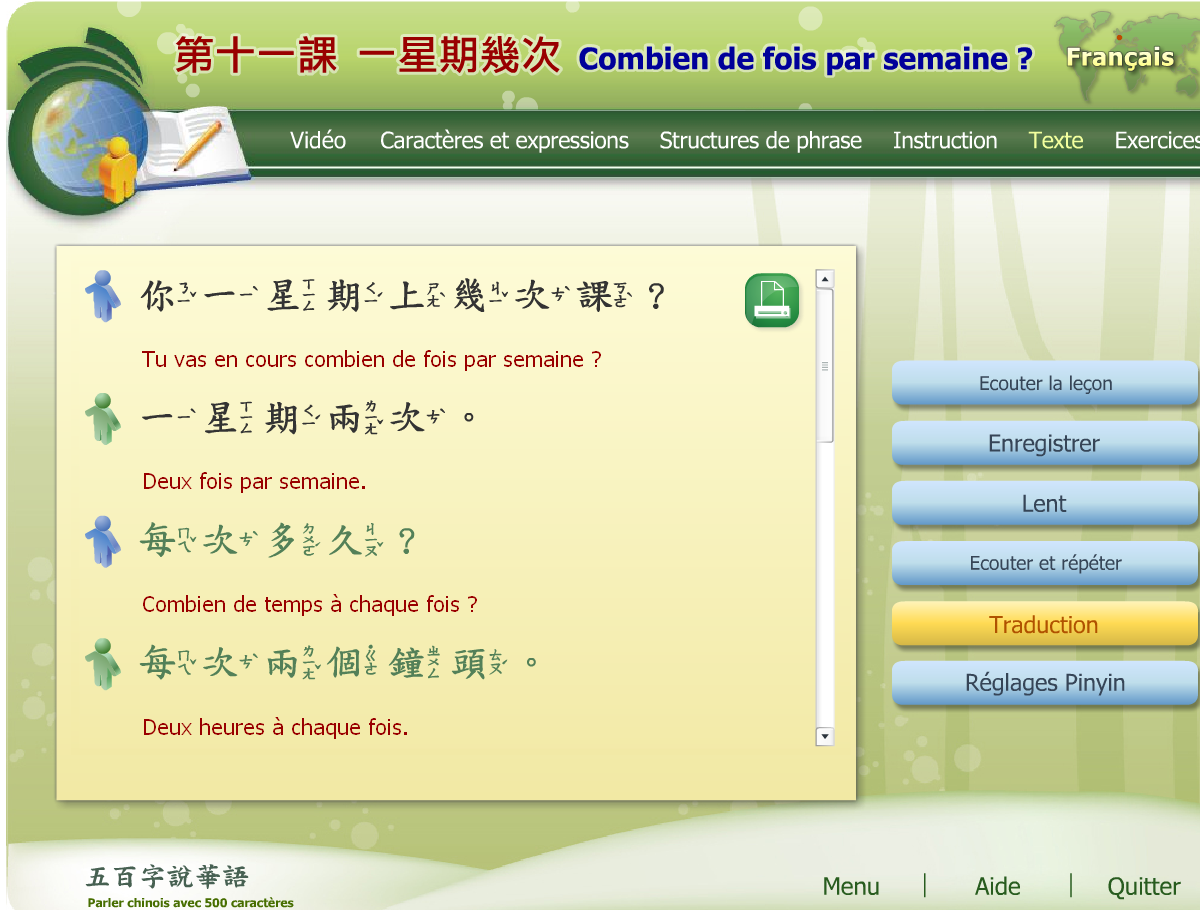 第十一課 一星期幾次 Combien de fois par semaine ?
Français
Vidéo Caractères et expressions Structures de phrase Instruction Texte Exercices
你ㄋㄧˇ一ㄧˋ星ㄒㄧㄥ期ㄑㄧˊ上ㄕㄤˋ幾ㄐㄧˇ次ㄘˋ課ㄎㄜˋ？
Tu vas en cours combien de fois par semaine ?
一ㄧˋ星ㄒㄧㄥ期ㄑㄧˊ兩ㄌㄧㄤˇ次ㄘˋ。
Deux fois par semaine.
每ㄇㄟˇ次ㄘˋ多ㄉㄨㄛˊ久ㄐㄧㄡˇ？
Combien de temps à chaque fois ?
每ㄇㄟˇ次ㄘˋ兩ㄌㄧㄤˇ個˙ㄍㄜ鐘ㄓㄨㄥ頭ㄊㄡˊ。
Deux heures à chaque fois.
Ecouter la leçon
Enregistrer
Lent
Ecouter et répéter
Traduction
Réglages Pinyin
五百字說華語
Parler chinois avec 500 caractères
Menu | Aide | Quitter